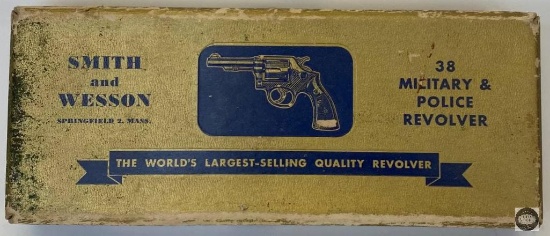 SMITH
and
WESSON
SPRINGFIELD 2. MASS.
38
MILITARY &
POLICE
REVOLVER
THE WORLD'S LARGEST-SELLING QUALITY REVOLVER